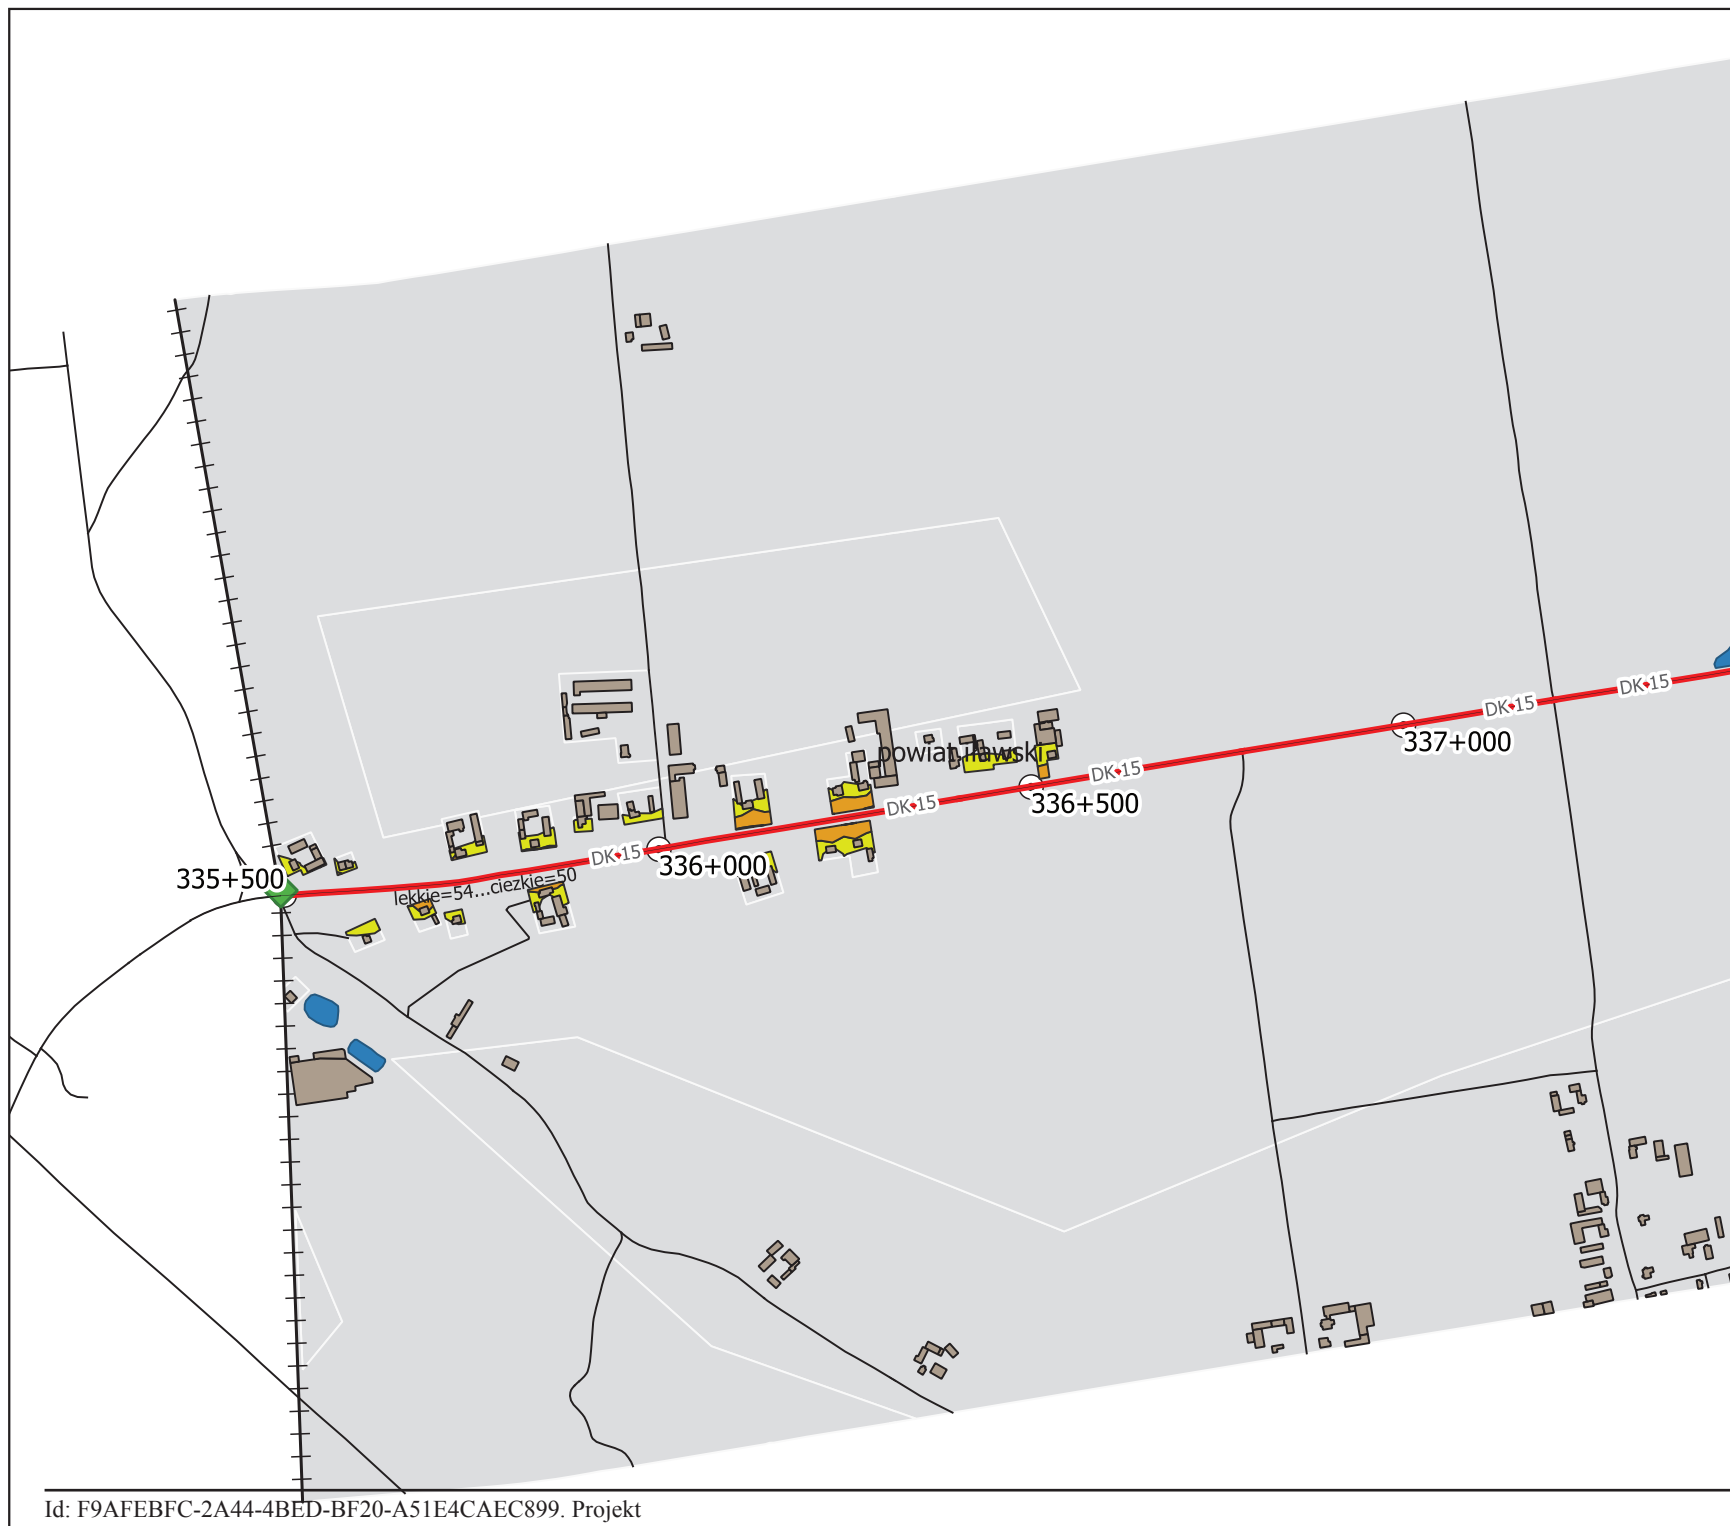 DK-15
DK-15
337+000
powiat iławski
DK-15
336+500
DK-15
DK-15
336+000
335+500
lekkie=54...ciezkie=50
Id: F9AFEBFC-2A44-4BED-BF20-A51E4CAEC899. Projekt